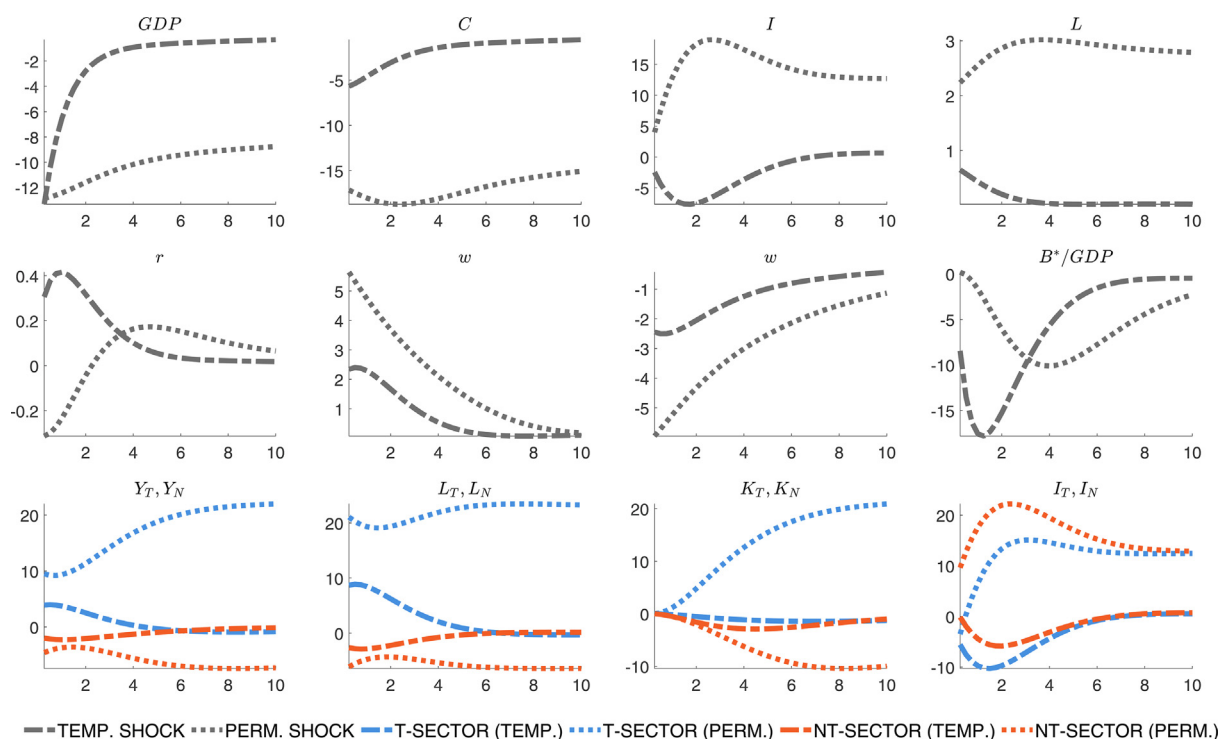 GDP C I L
-2 -5 15 3
-4 10
-6 5 2
-8 -10 0
-10 -15 -5 1
-12
2 4 6 8 10 2 4 6 8 10 2 4 6 8 10 2 4 6 8 10
r w w B*/GDP
0.4 5 -1 0
0.2 4 -2 -5
0 3 -3 -10
-0.2 2 -4 -15
1 -5
2 4 6 8 10 2 4 6 8 10 2 4 6 8 10 2 4 6 8 10
Y_T, Y_N L_T, L_N K_T, K_N I_T, I_N
20 20 20 20
10 10 10 10
0 0 0 0
-10 -10
2 4 6 8 10 2 4 6 8 10 2 4 6 8 10 2 4 6 8 10
TEMP. SHOCK PERM. SHOCK T-SECTOR (TEMP.) T-SECTOR (PERM.) NT-SECTOR (TEMP.) NT-SECTOR (PERM.)